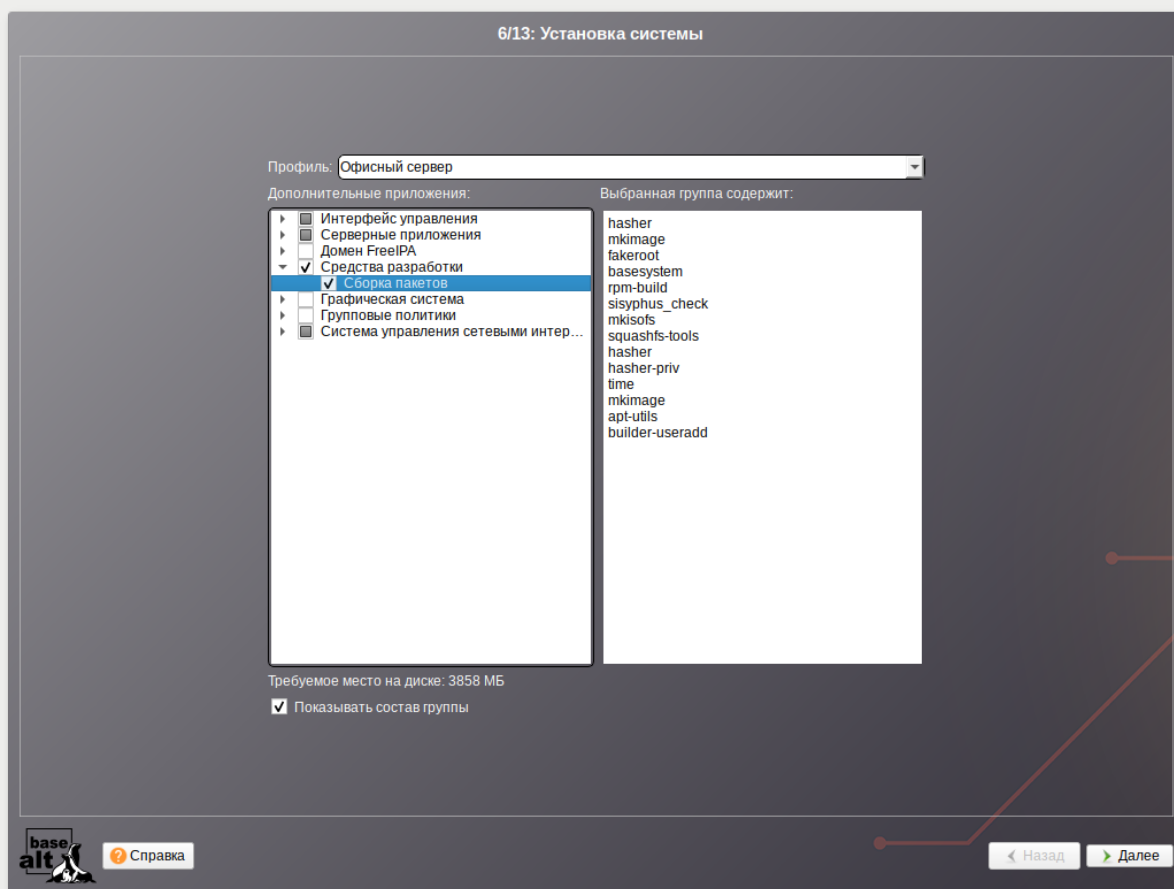 6/13: Установка системы
Профиль: Офисный сервер
Дополнительные приложения:
Интерфейс управления
Серверные приложения
Домен FreeIPA
Средства разработки
Сборка пакетов
Графическая система
Групповые политики
Система управления сетевыми интер...
Выбранная группа содержит:
hasher
mkimage
fakeroot
basesystem
rpm-build
sisyphus_check
mkisofs
squashfs-tools
hasher
hasher-priv
time
mkimage
apt-utils
builder-useradd
Требуемое место на диске: 3858 МБ
Показывать состав группы
base
alt
Справка
Назад
Далее